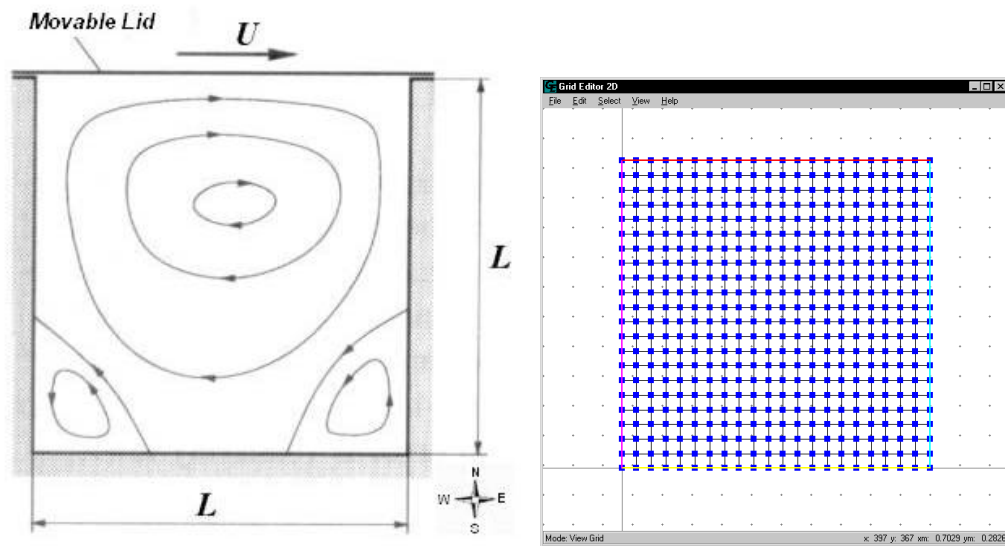 Movable Lid
U
L
L
N
W E
S
Grid Editor 2D
File Edit Select View Help
Mode: View Grid
x: 397 y: 367 xm: 0.7029 ym: 0.2826